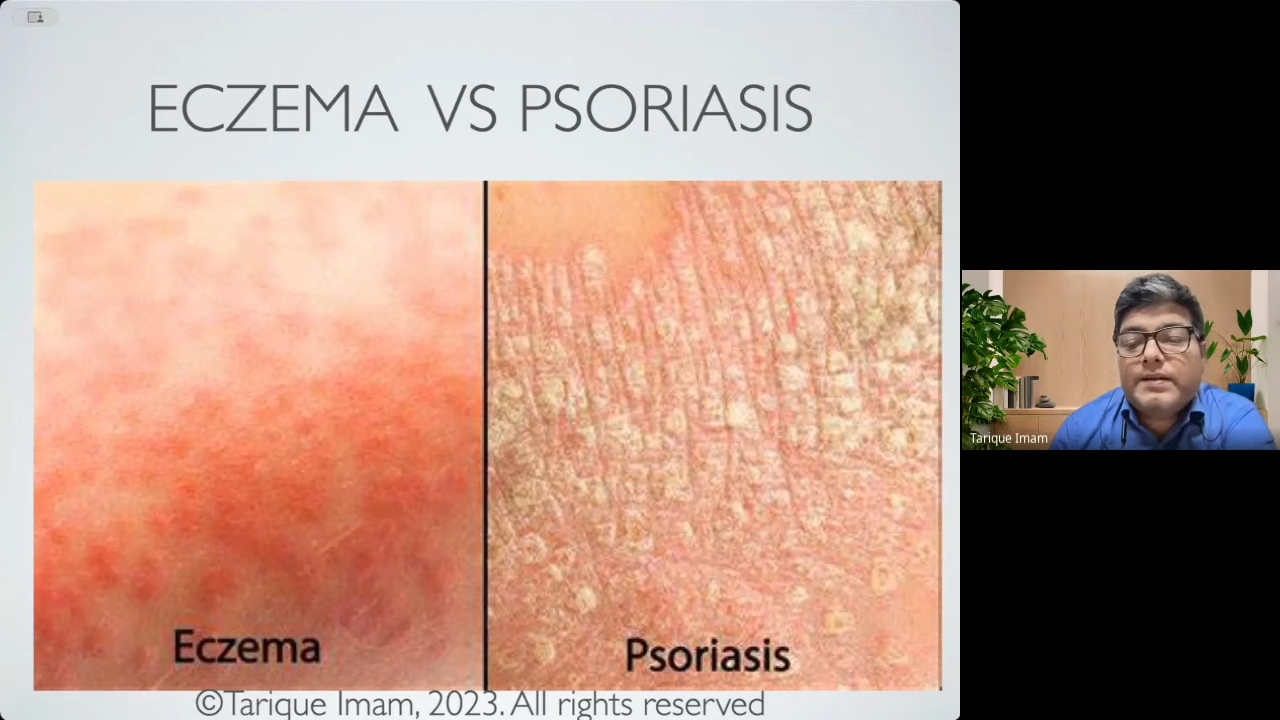 ECZEMA VS PSORIASIS
Eczema
Psoriasis
©Tarique Imam, 2023. All rights reserved
Tarique Imam